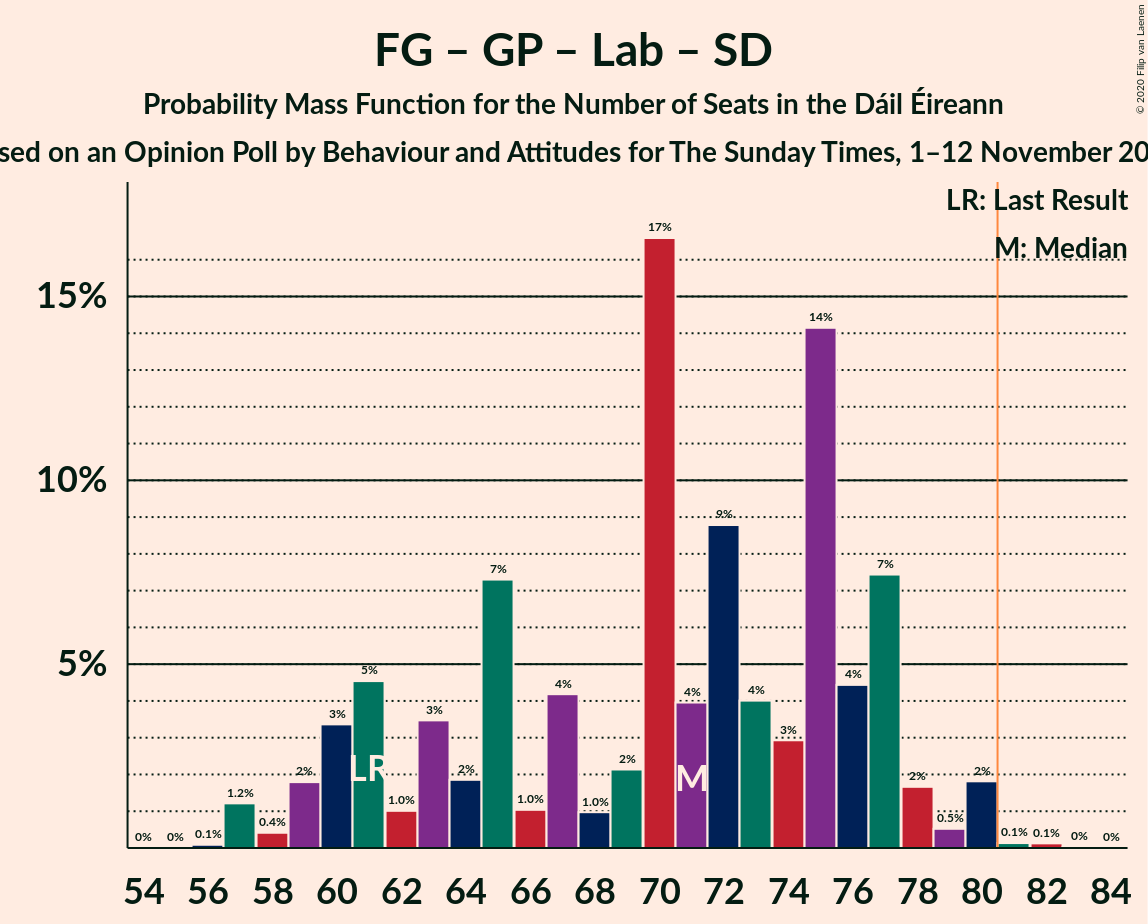 FG – GP – Lab – SD
Probability Mass Function for the Number of Seats in the Dáil Éireann
on an Opinion Poll by Behaviour and Attitudes for The Sunday Times, 1–12 November
© 2020 Filip van Laenen
LR: Last Result
M: Median
15%
10%
5%
0% 0% 0.1% 1.2% 0.4% 2% 3% 5% 1.0% 3% 2% 7% 1.0% 4% 1.0% 2% 17% 4% 9% 4% 3% 14% 4% 7% 2% 0.5% 2% 0.1% 0.1% 0% 0%
LR
M
54 56 58 60 62 64 66 68 70 72 74 76 78 80 82 84